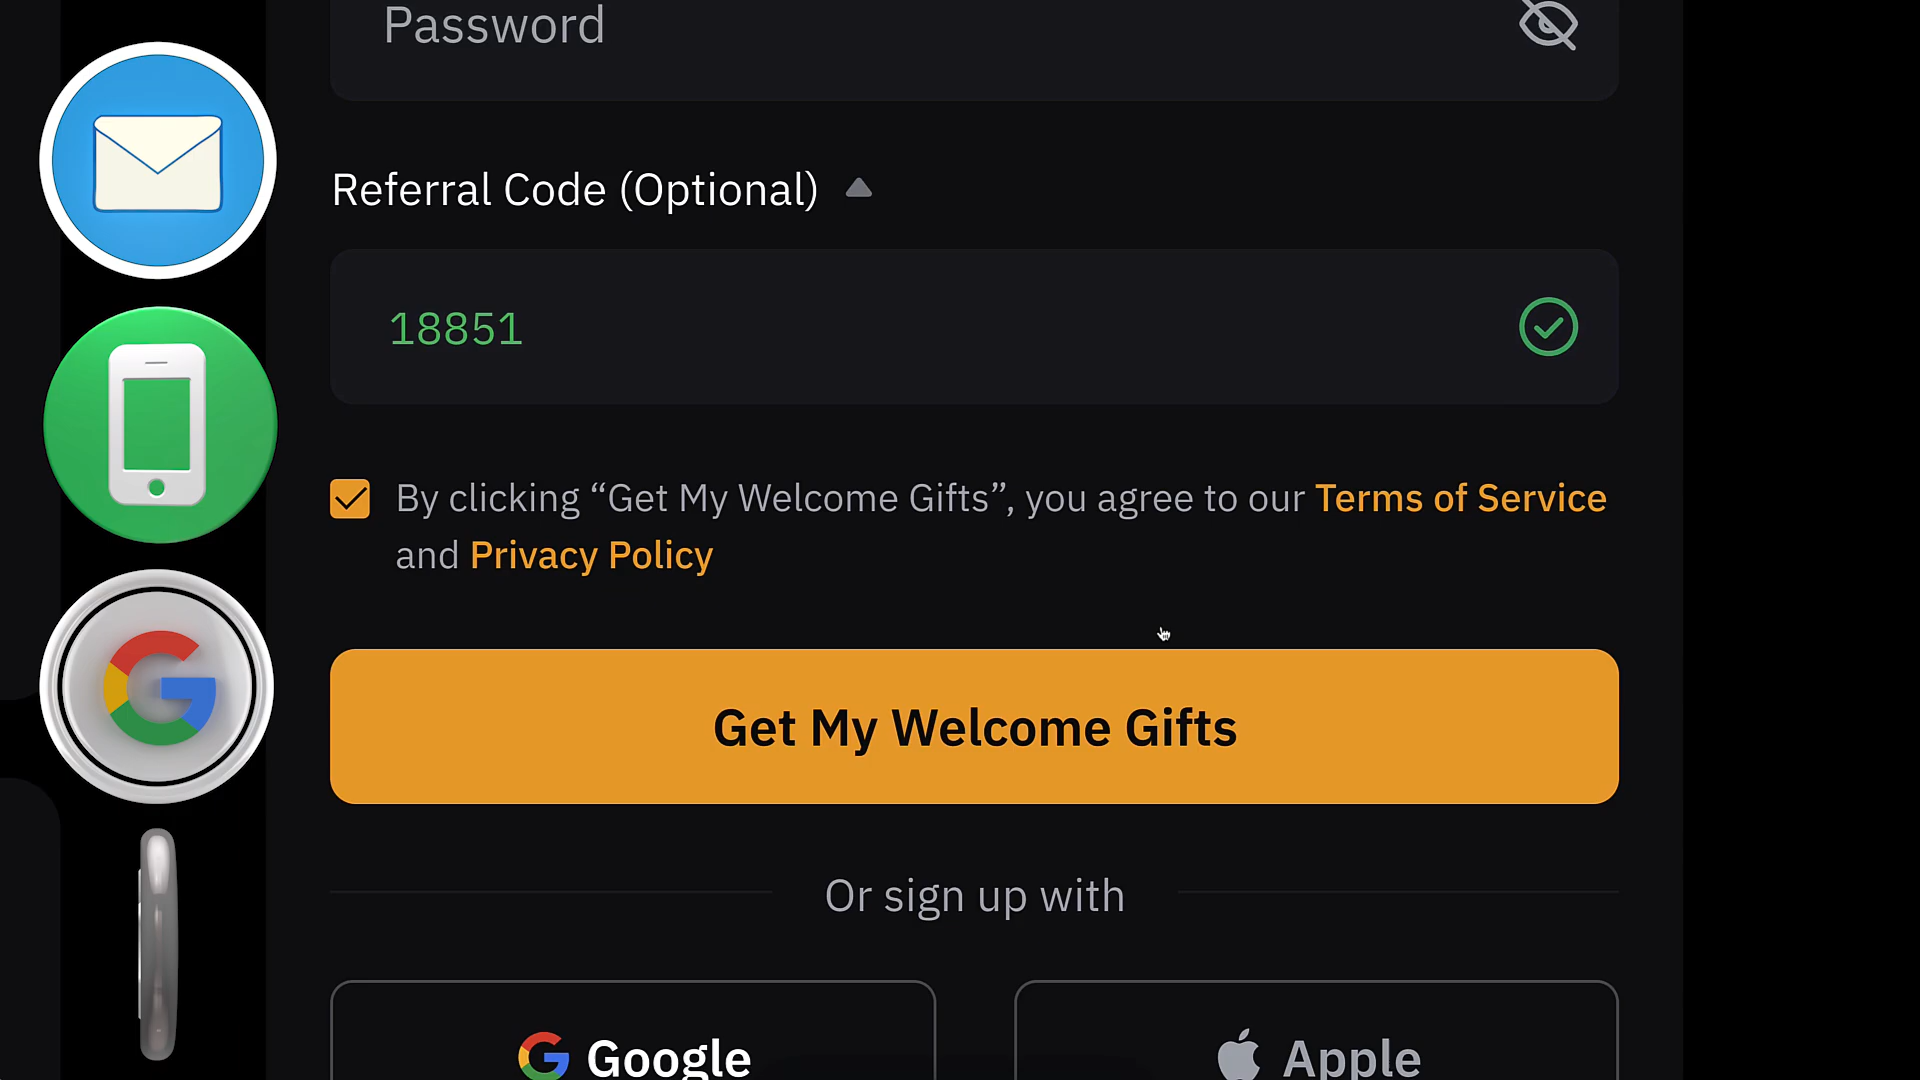 Password
Referral Code (Optional)
18851
By clicking “Get My Welcome Gifts”, you agree to our Terms of Service
and Privacy Policy
Get My Welcome Gifts
Or sign up with
Google
Apple